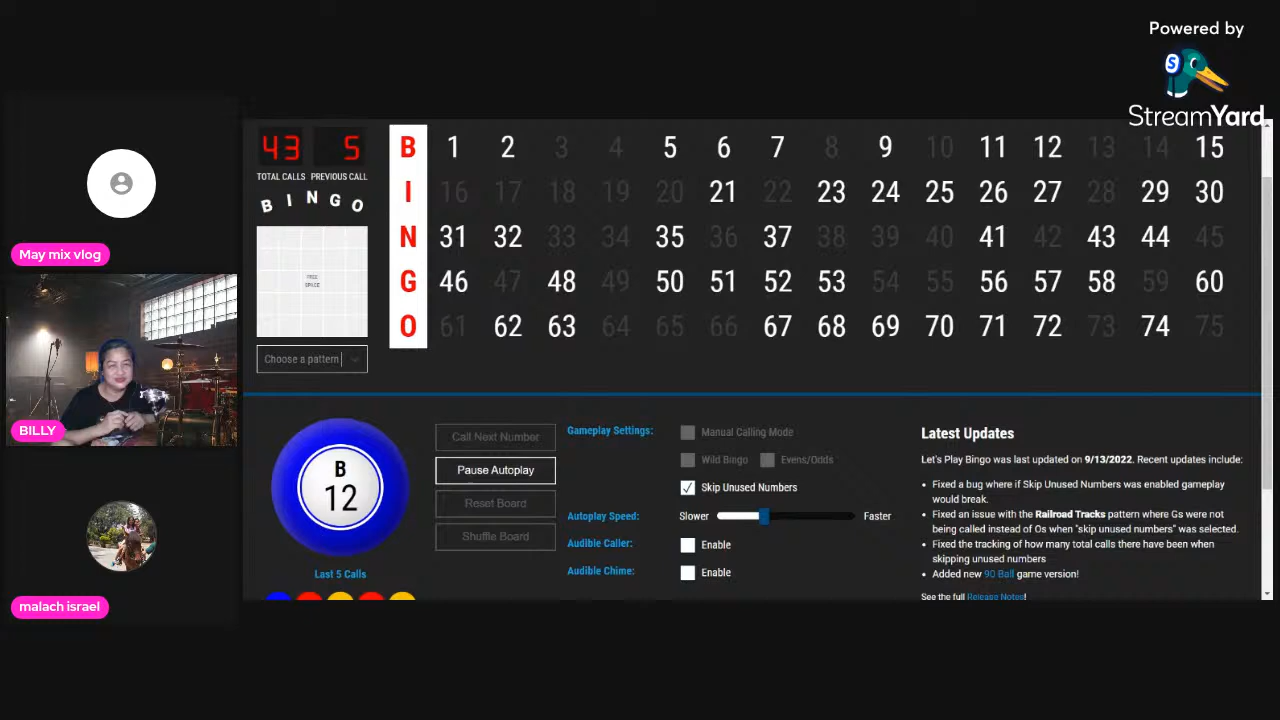 Powered by
StreamYard
43 5
TOTAL CALLS PREVIOUS CALL
BINGO
FREE SPACE
Choose a pattern
B 1 2 3 4 5 6 7 8 9 10 11 12 13 14 15
I 16 17 18 19 20 21 22 23 24 25 26 27 28 29 30
N 31 32 33 34 35 36 37 38 39 40 41 42 43 44 45
G 46 47 48 49 50 51 52 53 54 55 56 57 58 59 60
O 61 62 63 64 65 66 67 68 69 70 71 72 73 74 75
May mix vlog
BILLY
malach israel
B
12
Last 5 Calls
Call Next Number
Pause Autoplay
Reset Board
Shuffle Board
Gameplay Settings:
Manual Calling Mode
Wild Bingo Evens/Odds
Skip Unused Numbers
Autoplay Speed: Slower Faster
Audible Caller: Enable
Audible Chime: Enable
Latest Updates
Let's Play Bingo was last updated on 9/13/2022. Recent updates include:
• Fixed a bug where if Skip Unused Numbers was enabled gameplay
would break.
• Fixed an issue with the Railroad Tracks pattern where Gs were not
being called instead of Os when "skip unused numbers" was selected.
• Fixed the tracking of how many total calls there have been when
skipping unused numbers
• Added new 90 Ball game version!
See the full Release Notes!